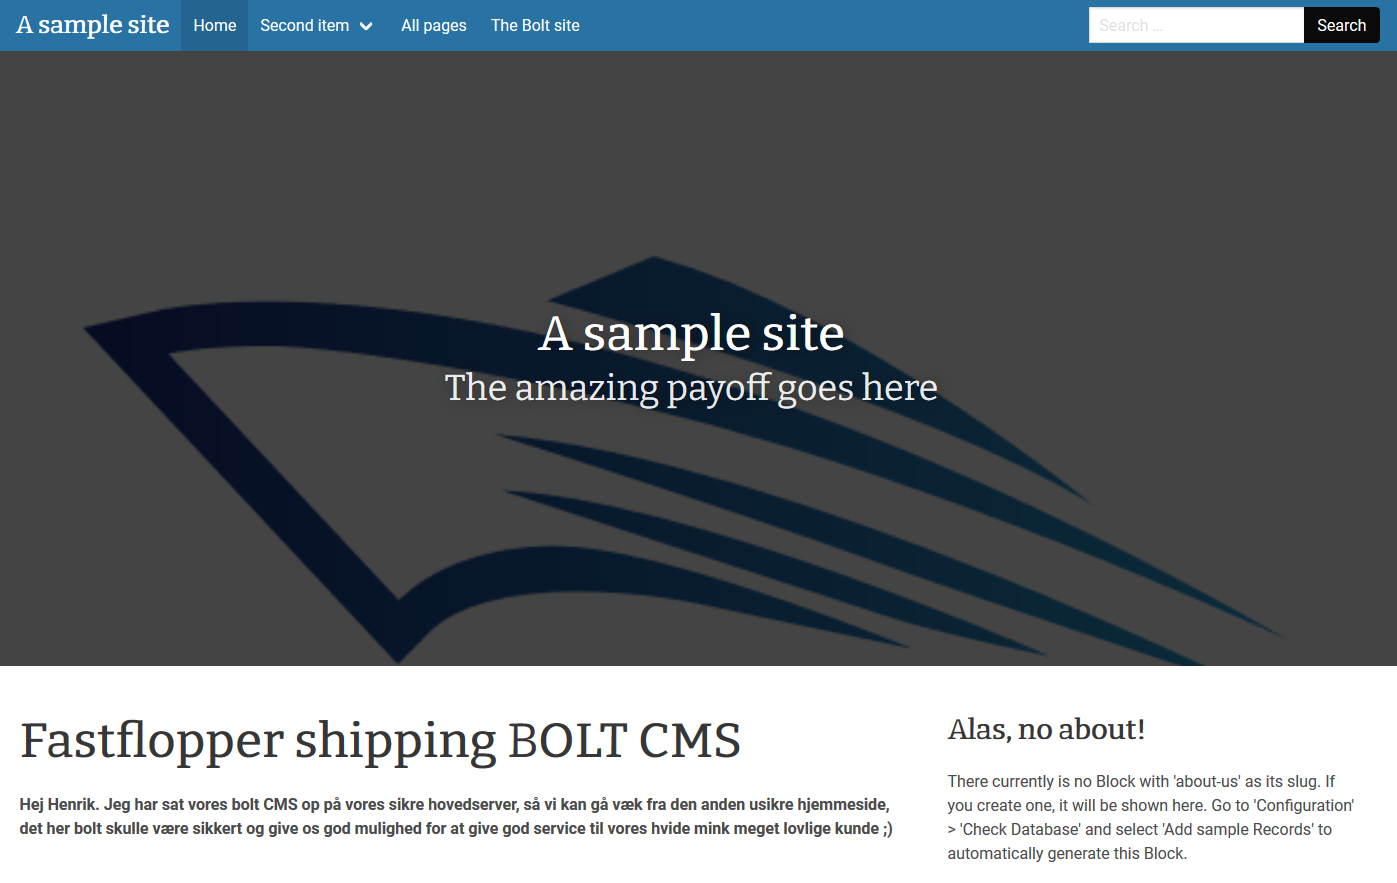 A sample site
Home
Second item
All pages
The Bolt site
Search ...
Search
A sample site
The amazing payoff goes here
Fastflopper shipping BOLT CMS
Hej Henrik. Jeg har sat vores bolt CMS op på vores sikre hovedserver, så vi kan gå væk fra den anden usikre hjemmeside,
det her bolt skulle være sikkert og give os god mulighed for at give god service til vores hvide mink meget lovlige kunde ;)
Alas, no about!
There currently is no Block with 'about-us' as its slug. If
you create one, it will be shown here. Go to 'Configuration'
> 'Check Database' and select 'Add sample Records' to
automatically generate this Block.